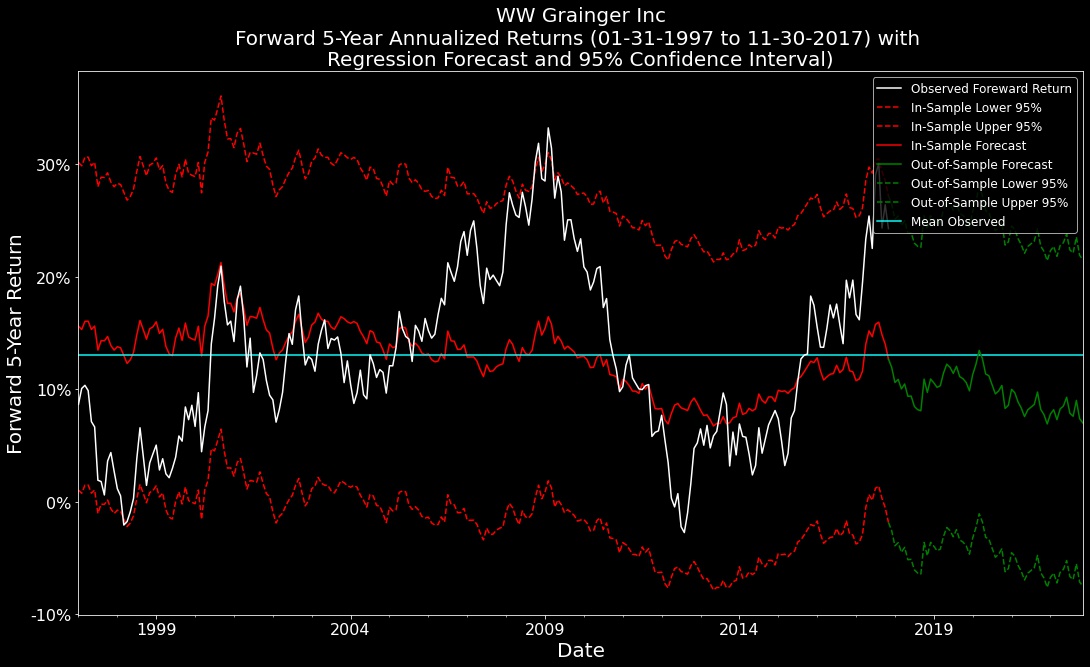 WW Grainger Inc
Forward 5-Year Annualized Returns (01-31-1997 to 11-30-2017) with
Regression Forecast and 95% Confidence Interval)
Observed Foreward Return
In-Sample Lower 95%
In-Sample Upper 95%
In-Sample Forecast
Out-of-Sample Forecast
Out-of-Sample Lower 95%
Out-of-Sample Upper 95%
Mean Observed
Forward 5-Year Return
30%
20%
10%
0%
-10%
1999
2004
2009
2014
2019
Date